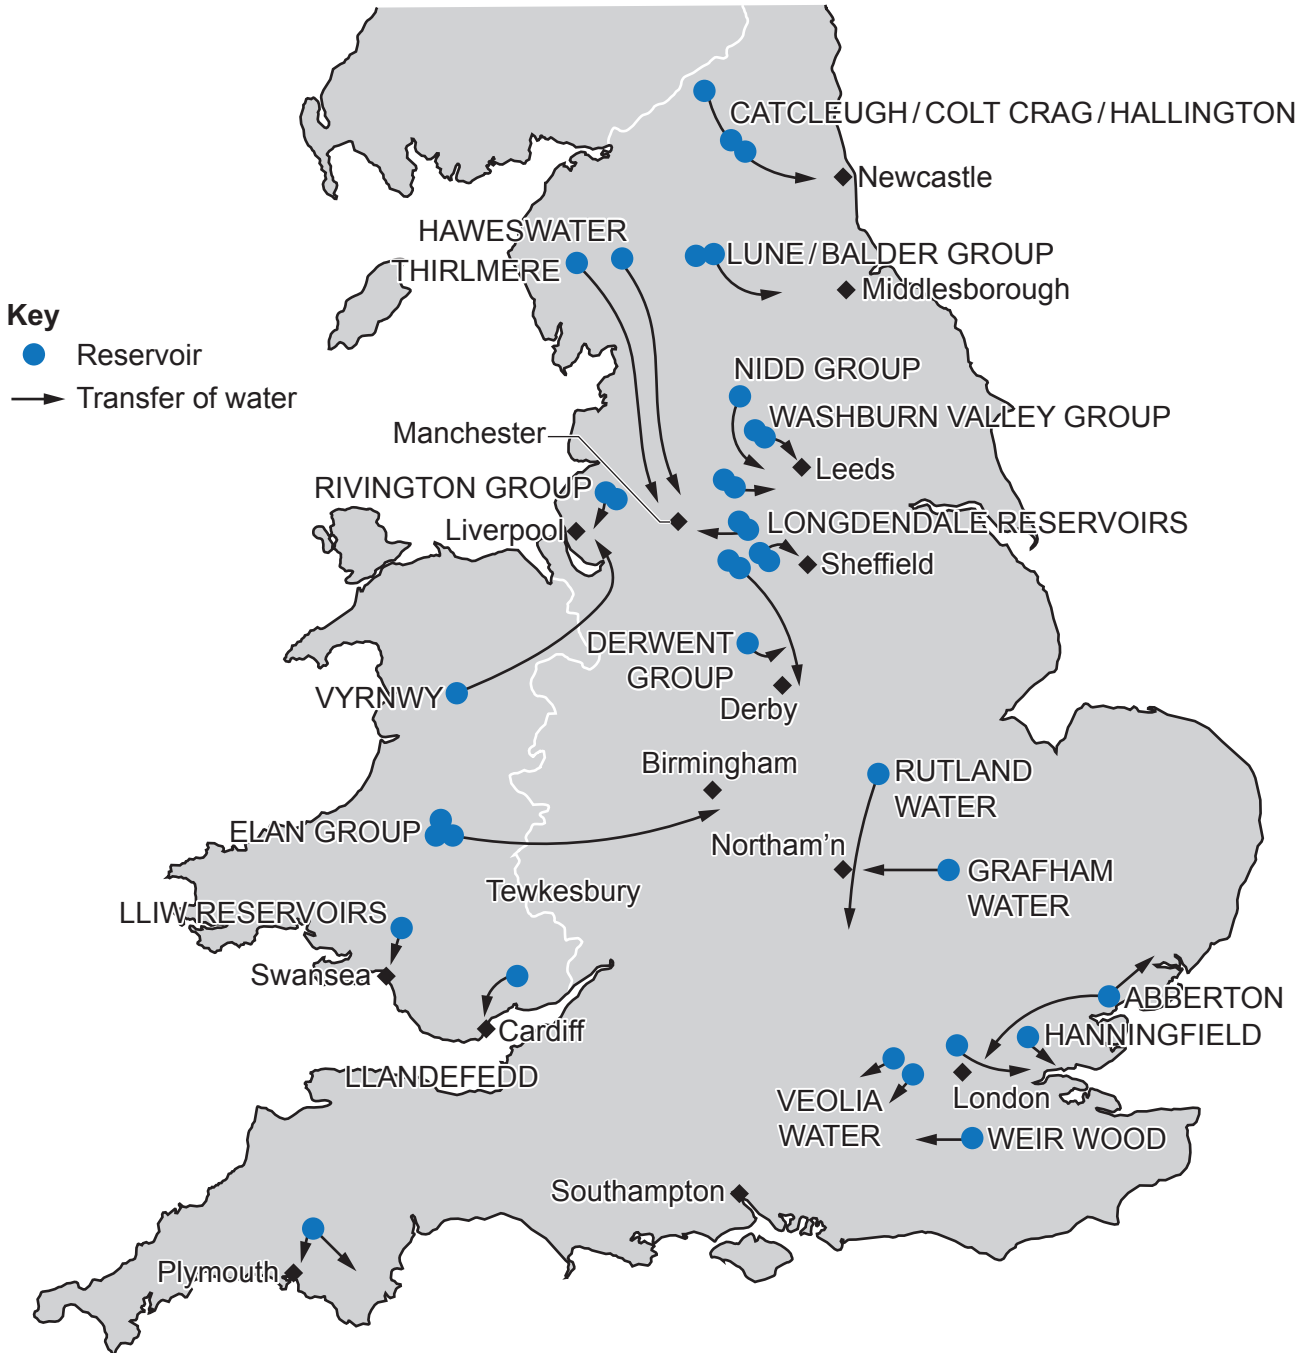 CATCLEUGH / COLT CRAG / HALLINGTON
Newcastle
HAWESWATER
THIRLMERE
LUNE / BALDER GROUP
Middlesborough
Key
Reservoir
Transfer of water
NIDD GROUP
WASHBURN VALLEY GROUP
Manchester
Leeds
RIVINGTON GROUP
Liverpool
LONGDENDALE RESERVOIRS
Sheffield
DERWENT
GROUP
VYRNWY
Derby
Birmingham
RUTLAND
WATER
ELAN GROUP
Northam'n
GRAFHAM
WATER
Tewkesbury
LLIW RESERVOIRS
Swansea
ABBERTON
Cardiff
HANNINGFIELD
LLANDEFEDD
VEOLIA
WATER
London
WEIR WOOD
Southampton
Plymouth